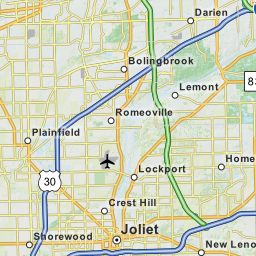 Darien
Bolingbrook
Lemont
83
Romeoville
Plainfield
Lockport
Home
30
Crest Hill
Joliet
Shorewood
New Leno